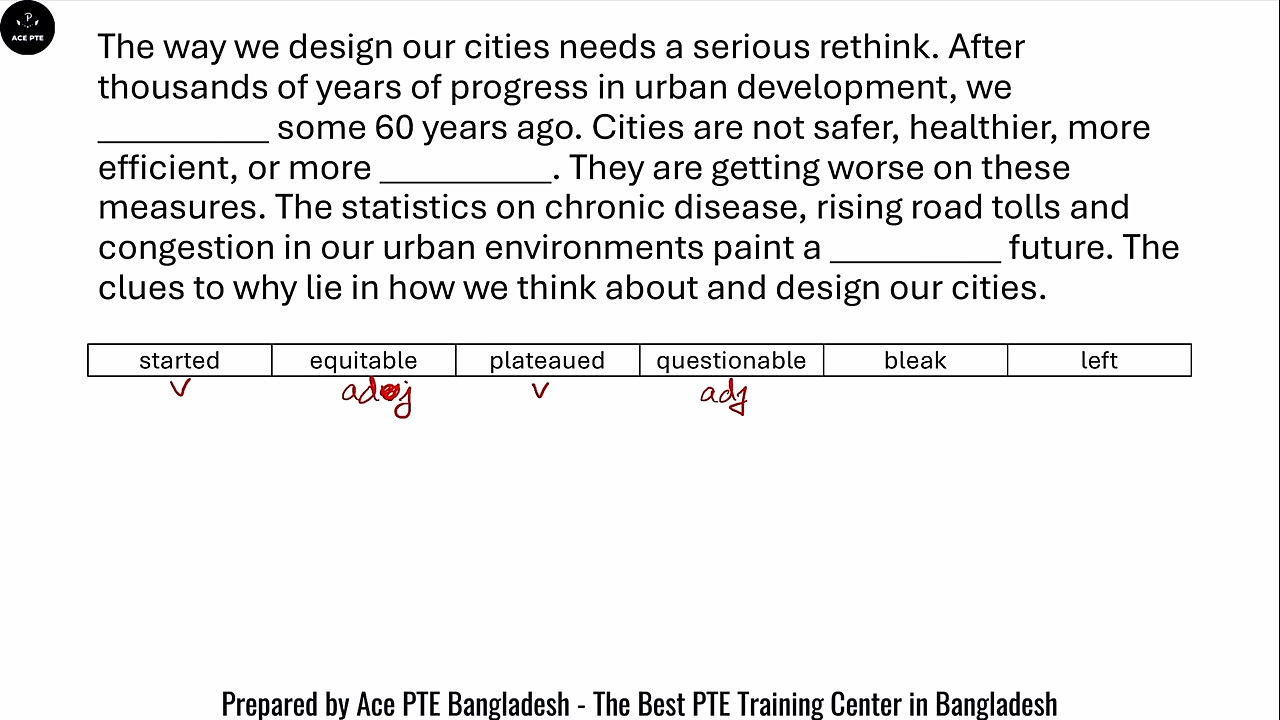 ACE PTE
The way we design our cities needs a serious rethink. After
thousands of years of progress in urban development, we
__________ some 60 years ago. Cities are not safer, healthier, more
efficient, or more __________. They are getting worse on these
measures. The statistics on chronic disease, rising road tolls and
congestion in our urban environments paint a __________ future. The
clues to why lie in how we think about and design our cities.
started equitable plateaued questionable bleak left
v adj v adj
Prepared by Ace PTE Bangladesh - The Best PTE Training Center in Bangladesh